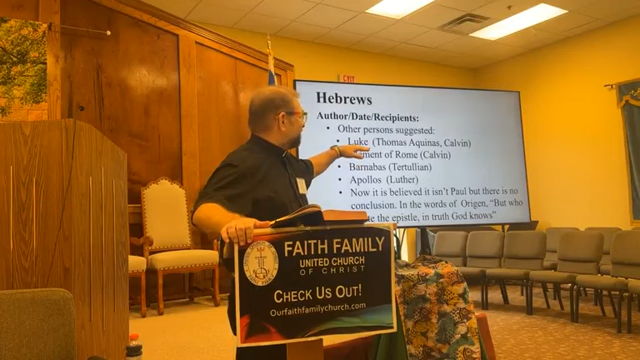 EXIT
Hebrews
Author/Date/Recipients:
• Other persons suggested:
• Luke (Thomas Aquinas, Calvin)
ment of Rome (Calvin)
• Barnabas (Tertullian)
• Apollos (Luther)
• Now it is believed it isn't Paul but there is no
conclusion. In the words of Origen, "But who
te the epistle, in truth God knows"
FAITH FAMILY
UNITED CHURCH
OF CHRIST
CHECK US OUT!
Ourfaithfamilychurch.com